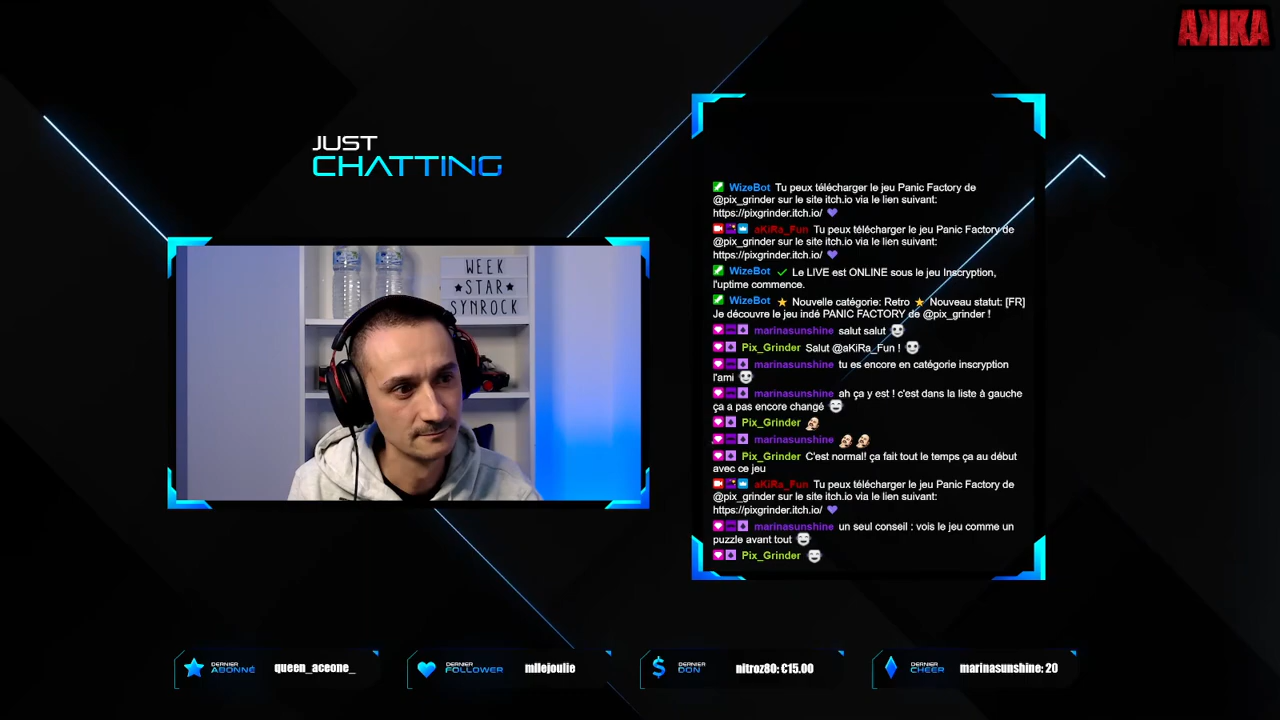 AKIRA
JUST
CHATTING
WEEK
★STAR★
SYNROCK
WizeBot Tu peux télécharger le jeu Panic Factory de
@pix_grinder sur le site itch.io via le lien suivant:
https://pixgrinder.itch.io/ 💜
aKiRa_Fun Tu peux télécharger le jeu Panic Factory de
@pix_grinder sur le site itch.io via le lien suivant:
https://pixgrinder.itch.io/ 💜
WizeBot ✓ Le LIVE est ONLINE sous le jeu Inscryption,
l'uptime commence.
WizeBot ★ Nouvelle catégorie: Retro ★ Nouveau statut: [FR]
Je découvre le jeu indé PANIC FACTORY de @pix_grinder !
marinasunshine salut salut
Pix_Grinder Salut @aKiRa_Fun !
marinasunshine tu es encore en catégorie inscryption
l'ami
marinasunshine ah ça y est ! c'est dans la liste à gauche
ça a pas encore changé
Pix_Grinder
marinasunshine
Pix_Grinder C'est normal! ça fait tout le temps ça au début
avec ce jeu
aKiRa_Fun Tu peux télécharger le jeu Panic Factory de
@pix_grinder sur le site itch.io via le lien suivant:
https://pixgrinder.itch.io/ 💜
marinasunshine un seul conseil : vois le jeu comme un
puzzle avant tout
Pix_Grinder
DERNIER ABONNÉ queen_aceone_
DERNIER FOLLOWER mllejoulie
DERNIER DON nitroz80: €15.00
DERNIER CHEER marinasunshine: 20